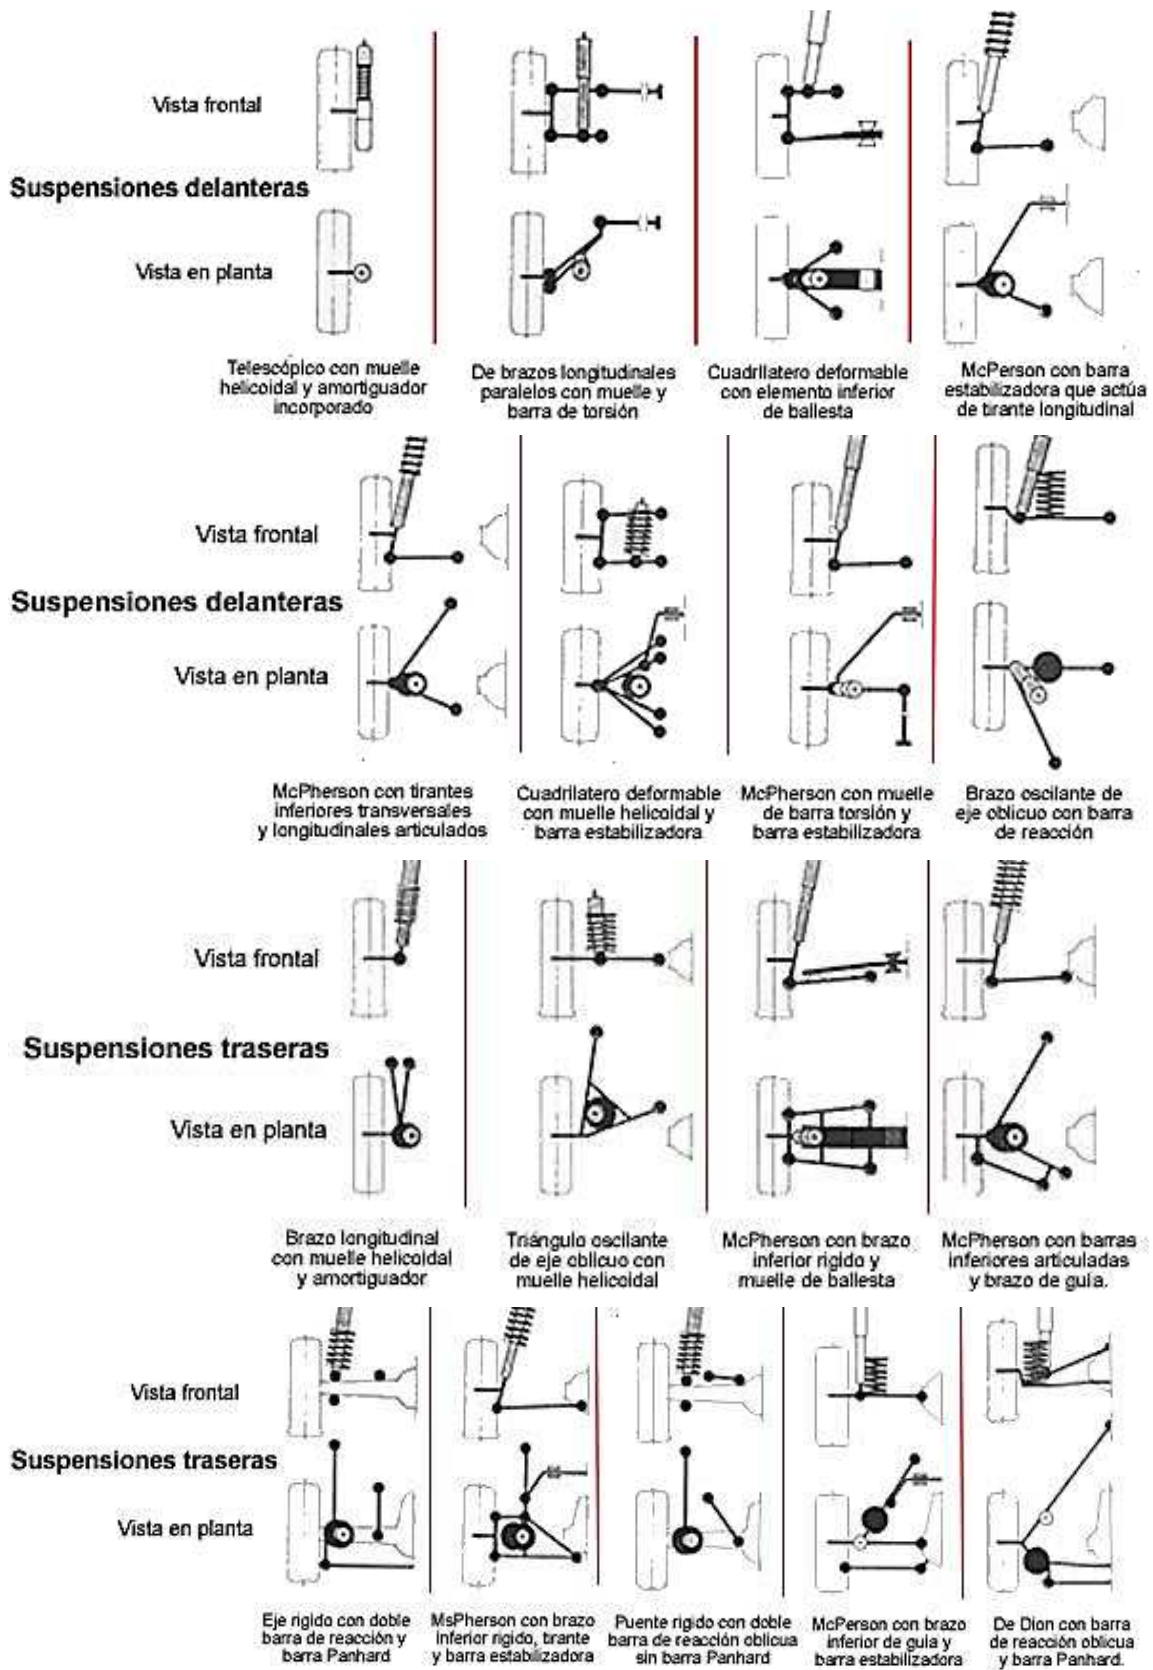 Vista frontal
Suspensiones delanteras
Vista en planta
Telescópico con muelle
helicoidal y amortiguador
incorporado
De brazos longitudinales
paralelos con muelle y
barra de torsión
Cuadrilatero deformable
con elemento inferior
de ballesta
McPerson con barra
estabilizadora que actúa
de tirante longitudinal
Vista frontal
Suspensiones delanteras
Vista en planta
McPherson con tirantes
inferiores transversales
y longitudinales articulados
Cuadrilatero deformable
con muelle helicoidal y
barra estabilizadora
McPherson con muelle
de barra torsión y
barra estabilizadora
Brazo oscilante de
eje oblicuo con barra
de reacción
Vista frontal
Suspensiones traseras
Vista en planta
Brazo longitudinal
con muelle helicoidal
y amortiguador
Triángulo oscilante
de eje oblicuo con
muelle helicoidal
McPherson con brazo
inferior rigido y
muelle de ballesta
McPherson con barras
inferiores articuladas
y brazo de guía.
Vista frontal
Suspensiones traseras
Vista en planta
Eje rigido con doble
barra de reacción y
barra Panhard
MsPherson con brazo
inferior rigido, tirante
y barra estabilizadora
Puente rigido con doble
barra de reacción oblicua
sin barra Panhard
McPerson con brazo
inferior de guía y
barra estabilizadora
De Dion con barra
de reacción oblicua
y barra Panhard.